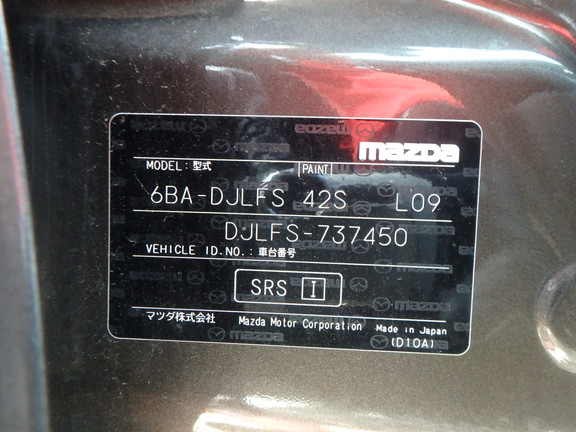 mazda
MODEL: 型式 PAINT
6BA-DJLFS 42S L09
DJLFS-737450
VEHICLE ID.NO.: 車台番号
SRS I
マツダ株式会社 Mazda Motor Corporation Made in Japan
(D10A)